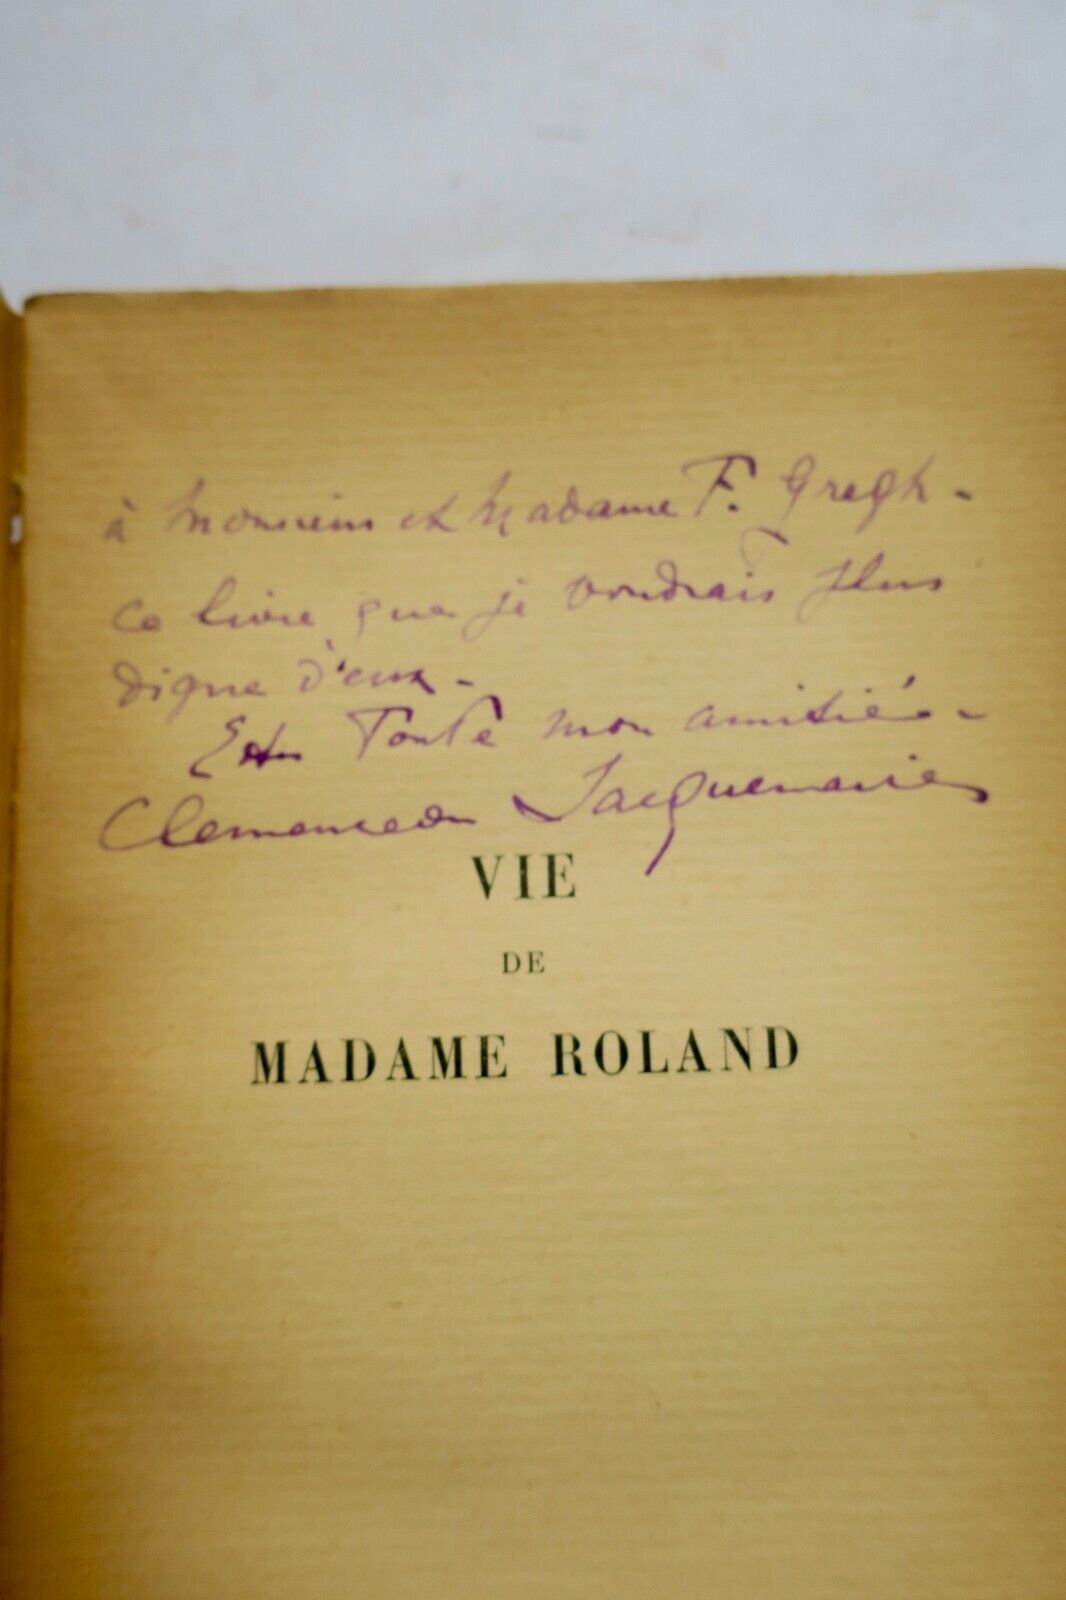 à Monsieur et Madame F. Gregh -
ce livre que je voudrais plus
digne d'eux -
toute mon amitié -
Clemenceau Jacquemaire
VIE
DE
MADAME ROLAND